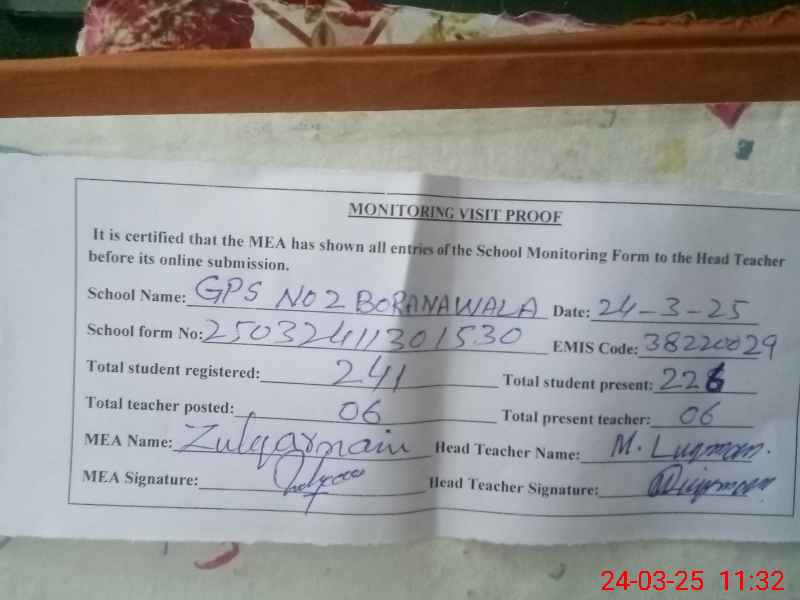 MONITORING VISIT PROOF
It is certified that the MEA has shown all entries of the School Monitoring Form to the Head Teacher
before its online submission.
School Name: GPS NO 2 BORANAWALA Date: 24-3-25
School form No: 25032411301530 EMIS Code: 38220029
Total student registered: 241 Total student present: 226
Total teacher posted: 06 Total present teacher: 06
MEA Name: Zulqarnain Head Teacher Name: M. Luqman.
MEA Signature: Head Teacher Signature:
24-03-25 11:32